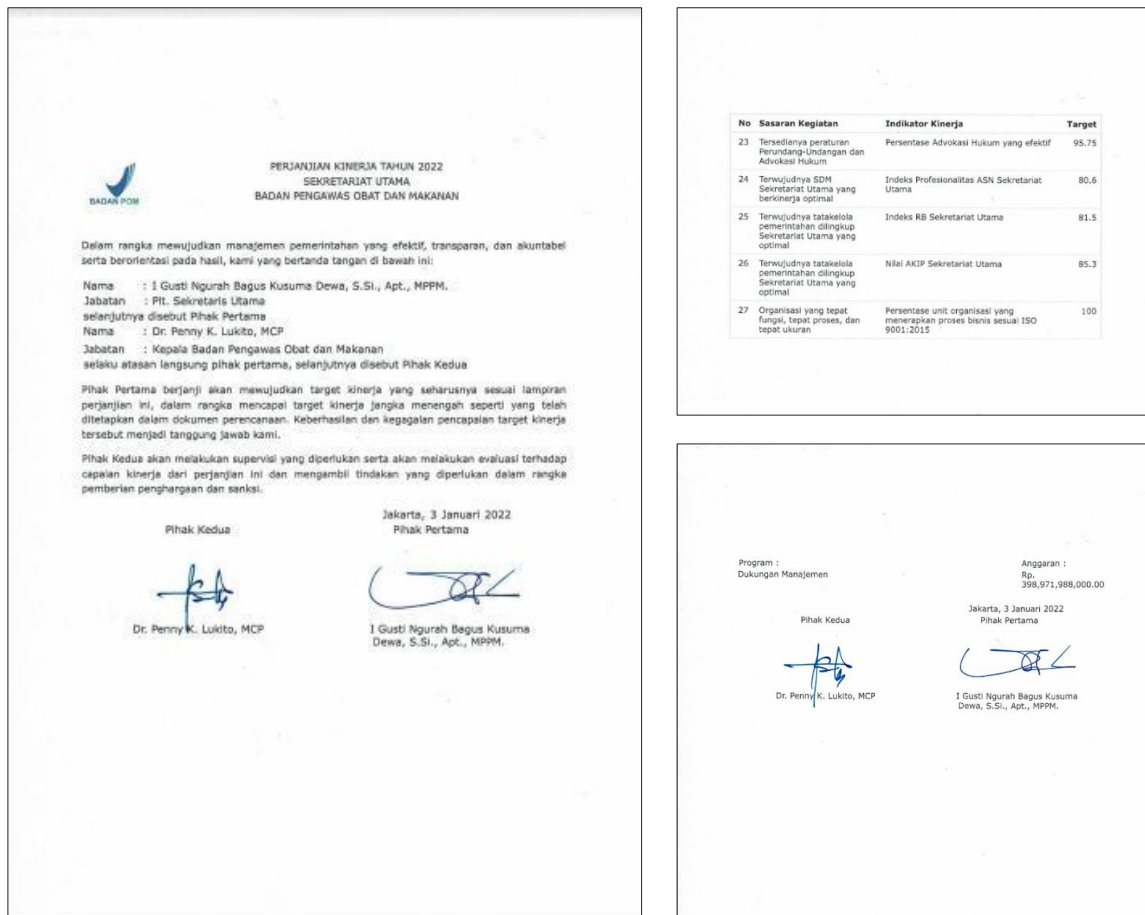 BADAN POM
PERJANJIAN KINERJA TAHUN 2022
SEKRETARIAT UTAMA
BADAN PENGAWAS OBAT DAN MAKANAN
Dalam rangka mewujudkan manajemen pemerintahan yang efektif, transparan, dan akuntabel
serta berorientasi pada hasil, kami yang bertanda tangan di bawah ini:
Nama : I Gusti Ngurah Bagus Kusuma Dewa, S.Si., Apt., MPPM.
Jabatan : Plt. Sekretaris Utama
selanjutnya disebut Pihak Pertama
Nama : Dr. Penny K. Lukito, MCP
Jabatan : Kepala Badan Pengawas Obat dan Makanan
selaku atasan langsung pihak pertama, selanjutnya disebut Pihak Kedua
Pihak Pertama berjanji akan mewujudkan target kinerja yang seharusnya sesuai lampiran
perjanjian ini, dalam rangka mencapai target kinerja jangka menengah seperti yang telah
ditetapkan dalam dokumen perencanaan. Keberhasilan dan kegagalan pencapaian target kinerja
tersebut menjadi tanggung jawab kami.
Pihak Kedua akan melakukan supervisi yang diperlukan serta akan melakukan evaluasi terhadap
capaian kinerja dari perjanjian ini dan mengambil tindakan yang diperlukan dalam rangka
pemberian penghargaan dan sanksi.
Jakarta, 3 Januari 2022
Pihak Kedua Pihak Pertama
Dr. Penny K. Lukito, MCP I Gusti Ngurah Bagus Kusuma
Dewa, S.Si., Apt., MPPM.
No Sasaran Kegiatan Indikator Kinerja Target
23 Tersedianya peraturan Persentase Advokasi Hukum yang efektif 95.75
Perundang-Undangan dan
Advokasi Hukum
24 Terwujudnya SDM Indeks Profesionalitas ASN Sekretariat 80.6
Sekretariat Utama yang Utama
berkinerja optimal
25 Terwujudnya tatakelola Indeks RB Sekretariat Utama 81.5
pemerintahan dilingkup
Sekretariat Utama yang
optimal
26 Terwujudnya tatakelola Nilai AKIP Sekretariat Utama 85.3
pemerintahan dilingkup
Sekretariat Utama yang
optimal
27 Organisasi yang tepat Persentase unit organisasi yang 100
fungsi, tepat proses, dan menerapkan proses bisnis sesuai ISO
tepat ukuran 9001:2015
Program : Anggaran :
Dukungan Manajemen Rp.
398,971,988,000.00
Jakarta, 3 Januari 2022
Pihak Kedua Pihak Pertama
Dr. Penny K. Lukito, MCP I Gusti Ngurah Bagus Kusuma
Dewa, S.Si., Apt., MPPM.